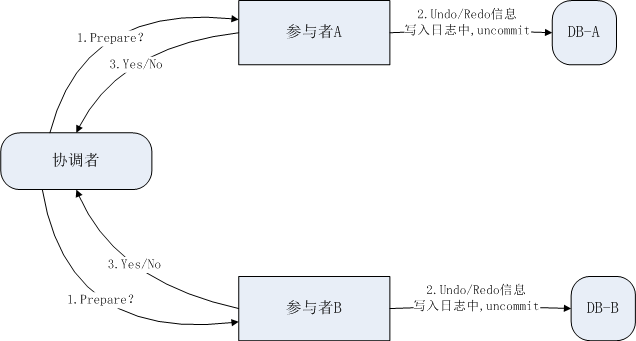 1.Prepare?
3.Yes/No
参与者A
2.Undo/Redo信息
写入日志中,uncommit
DB-A
协调者
3.Yes/No
1.Prepare?
参与者B
2.Undo/Redo信息
写入日志中,uncommit
DB-B